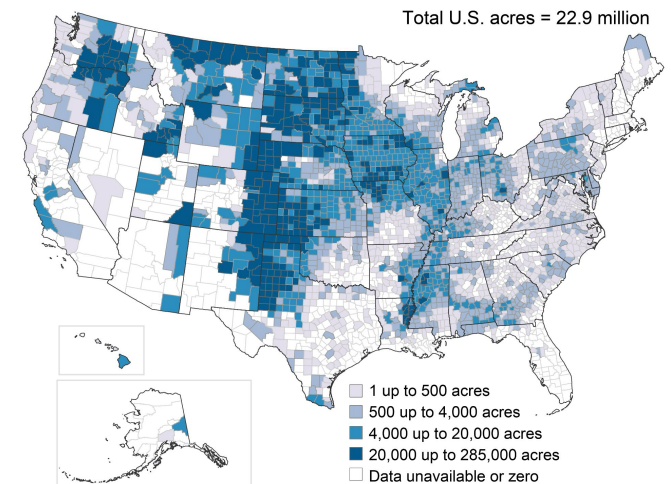 Total U.S. acres = 22.9 million
1 up to 500 acres
500 up to 4,000 acres
4,000 up to 20,000 acres
20,000 up to 285,000 acres
Data unavailable or zero